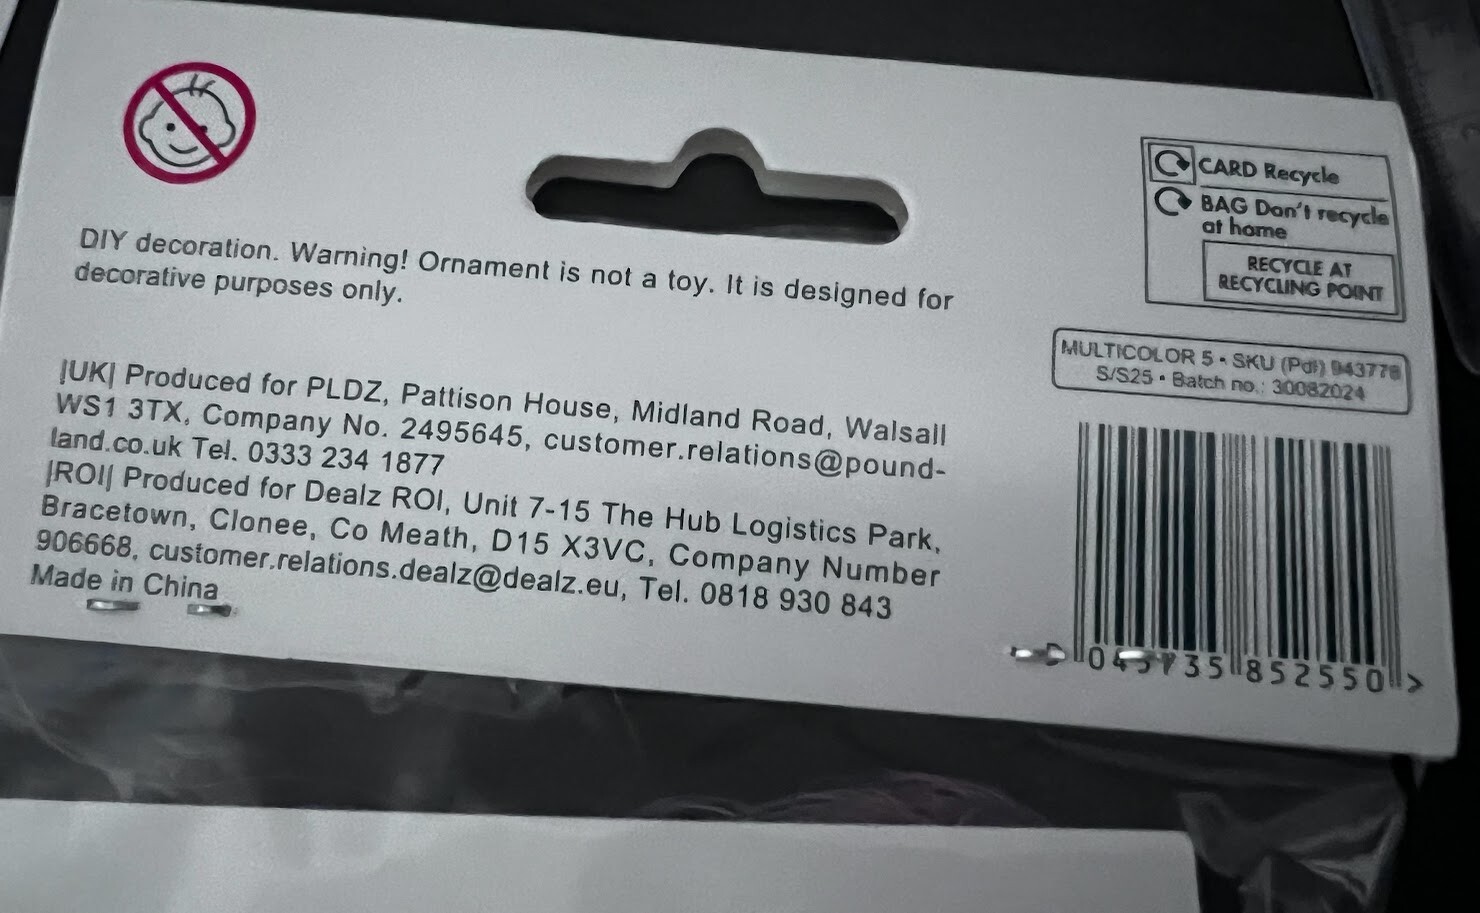 DIY decoration. Warning! Ornament is not a toy. It is designed for
decorative purposes only.
|UK| Produced for PLDZ, Pattison House, Midland Road, Walsall
WS1 3TX, Company No. 2495645, customer.relations@pound-
land.co.uk Tel. 0333 234 1877
|ROI| Produced for Dealz ROI, Unit 7-15 The Hub Logistics Park,
Bracetown, Clonee, Co Meath, D15 X3VC, Company Number
906668, customer.relations.dealz@dealz.eu, Tel. 0818 930 843
Made in China
CARD Recycle
BAG Don't recycle
at home
RECYCLE AT
RECYCLING POINT
MULTICOLOR 5 • SKU (Pdl) 943778
S/S25 • Batch no.: 30082024
852550 >